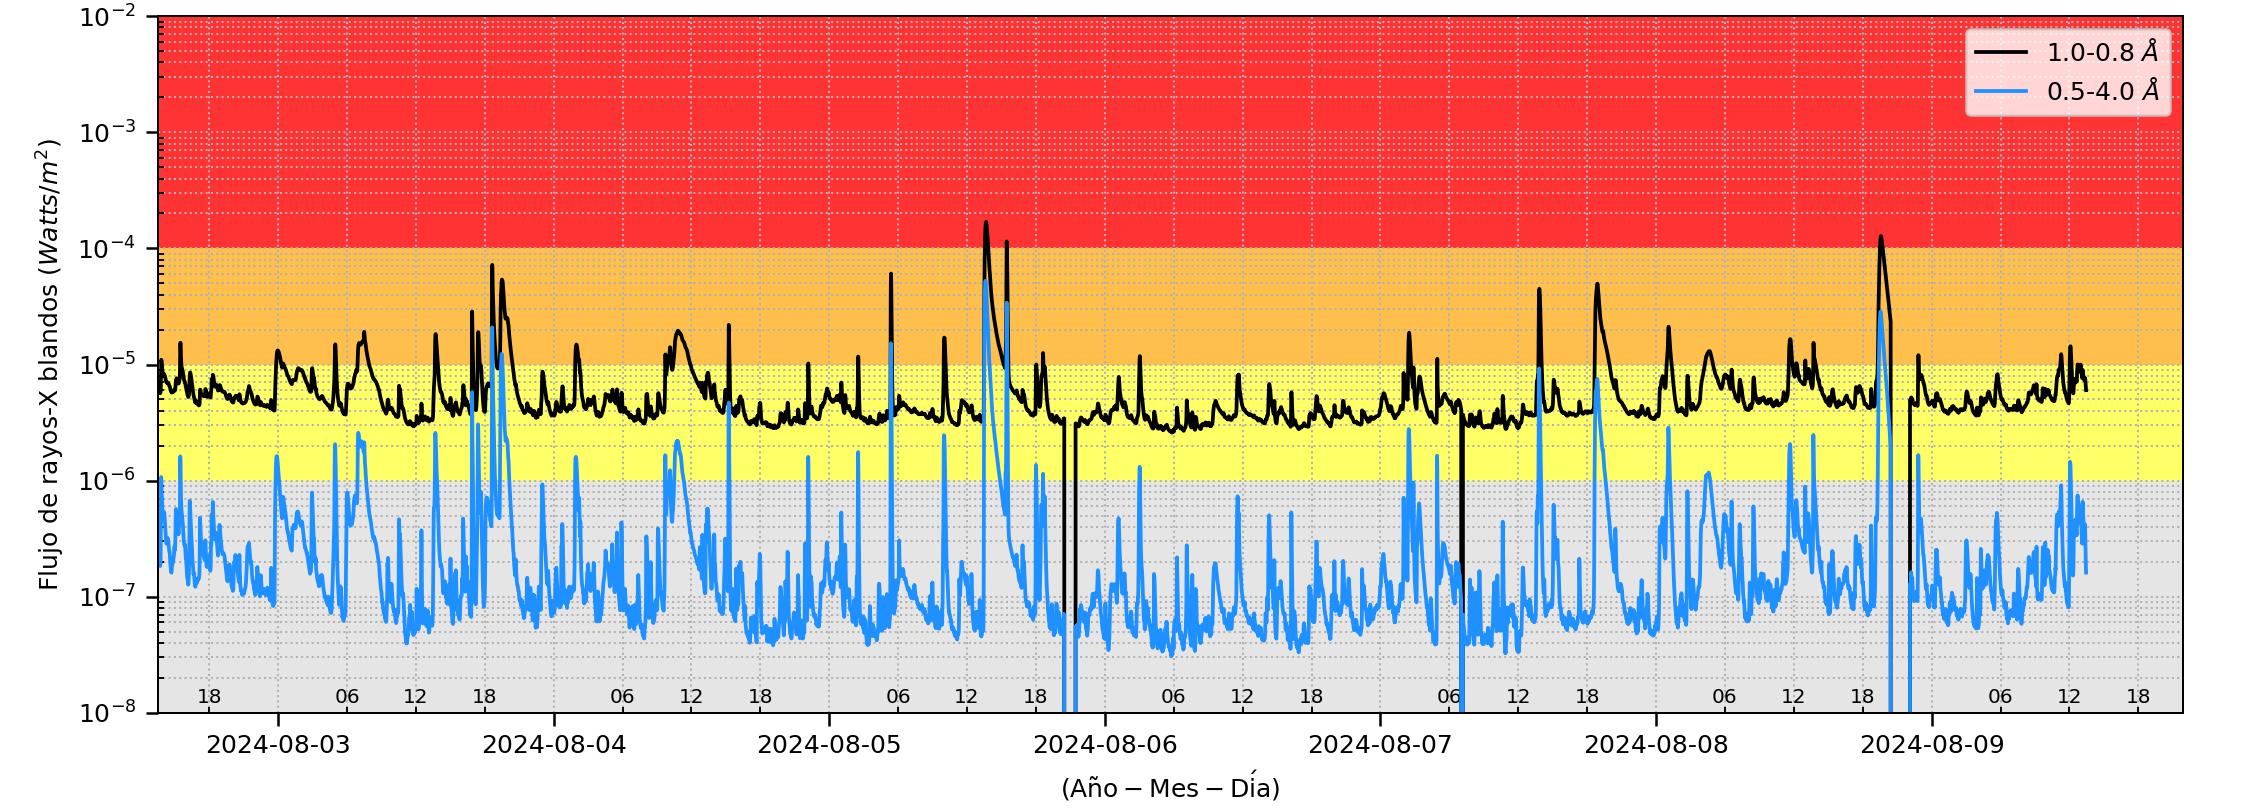 Flujo de rayos-X blandos (Watts/m²)
10⁻²
10⁻³
10⁻⁴
10⁻⁵
10⁻⁶
10⁻⁷
10⁻⁸
1.0-0.8 Å
0.5-4.0 Å
18 06 12 18 06 12 18 06 12 18 06 12 18 06 12 18 06 12 18 06 12 18
2024-08-03 2024-08-04 2024-08-05 2024-08-06 2024-08-07 2024-08-08 2024-08-09
(Año − Mes − Día)